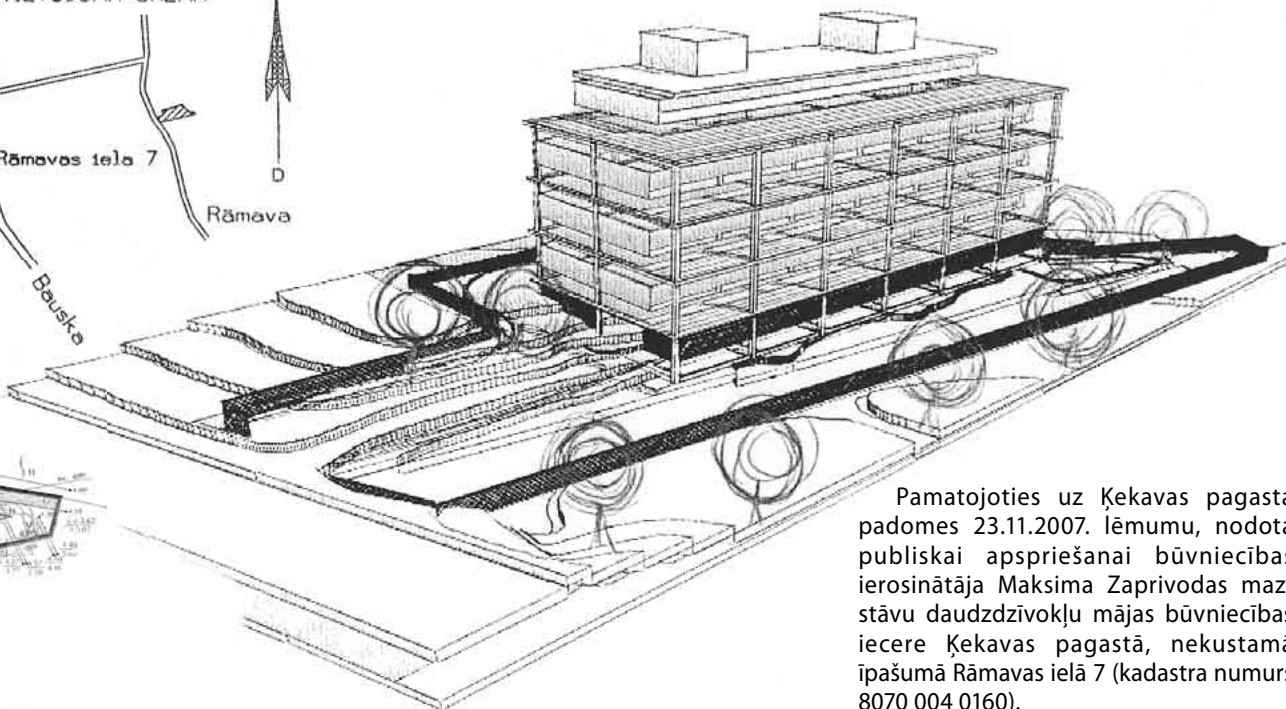 Rāmavas iela 7
D
Rāmava
Bauska
Pamatojoties uz Ķekavas pagasta
padomes 23.11.2007. lēmumu, nodota
publiskai apspriešanai būvniecības
ierosinātāja Maksima Zaprivodas maz-
stāvu daudzdzīvokļu mājas būvniecības
iecere Ķekavas pagastā, nekustamā
īpašumā Rāmavas ielā 7 (kadastra numurs
8070 004 0160).